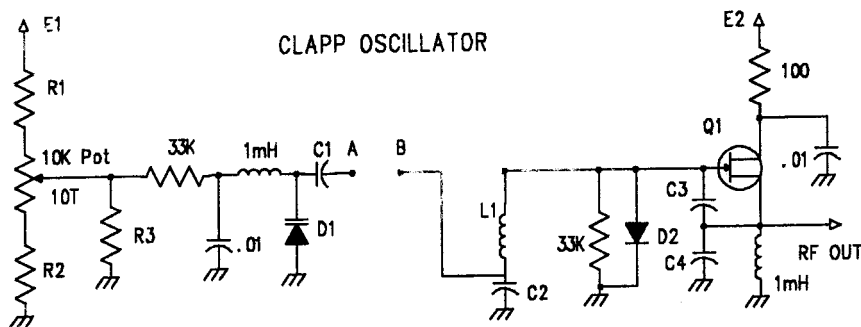 E1
CLAPP OSCILLATOR
E2
R1
100
10K Pot
10T
33K
1mH
C1
A
B
Q1
.01
L1
C3
R3
.01
D1
33K
D2
C4
RF OUT
R2
C2
1mH